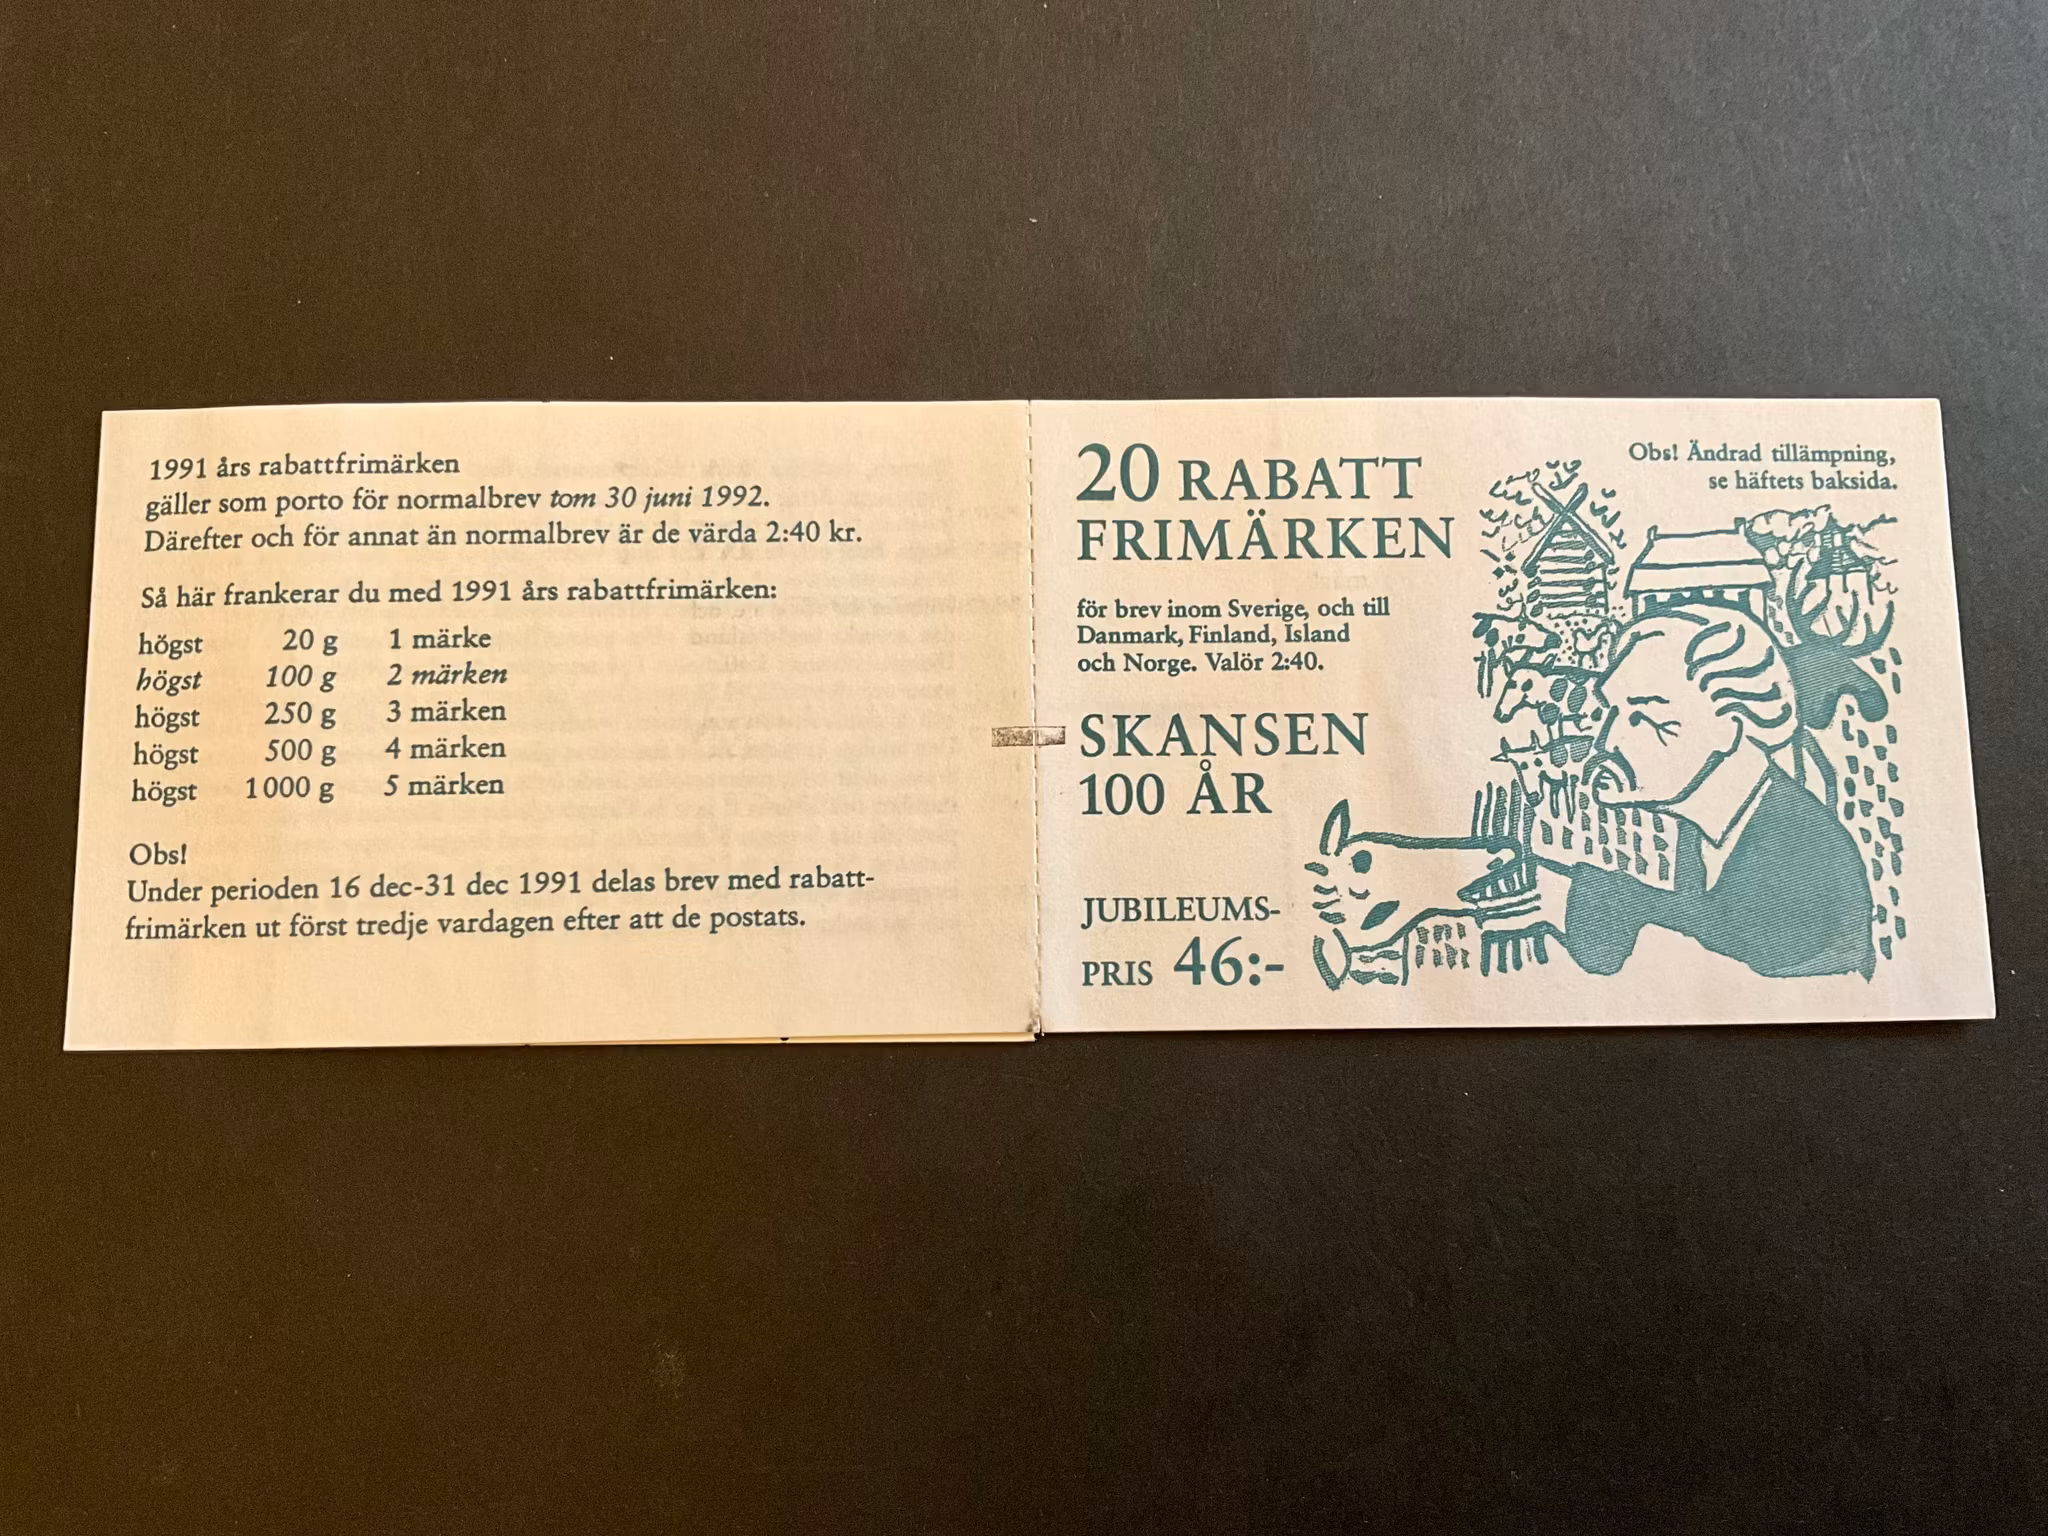 1991 års rabattfrimärken
gäller som porto för normalbrev tom 30 juni 1992.
Därefter och för annat än normalbrev är de värda 2:40 kr.
Så här frankerar du med 1991 års rabattfrimärken:
högst 20 g 1 märke
högst 100 g 2 märken
högst 250 g 3 märken
högst 500 g 4 märken
högst 1000 g 5 märken
Obs!
Under perioden 16 dec-31 dec 1991 delas brev med rabatt-
frimärken ut först tredje vardagen efter att de postats.
20 RABATT
FRIMÄRKEN
Obs! Ändrad tillämpning,
se häftets baksida.
för brev inom Sverige, och till
Danmark, Finland, Island
och Norge. Valör 2:40.
SKANSEN
100 ÅR
JUBILEUMS-
PRIS 46:-